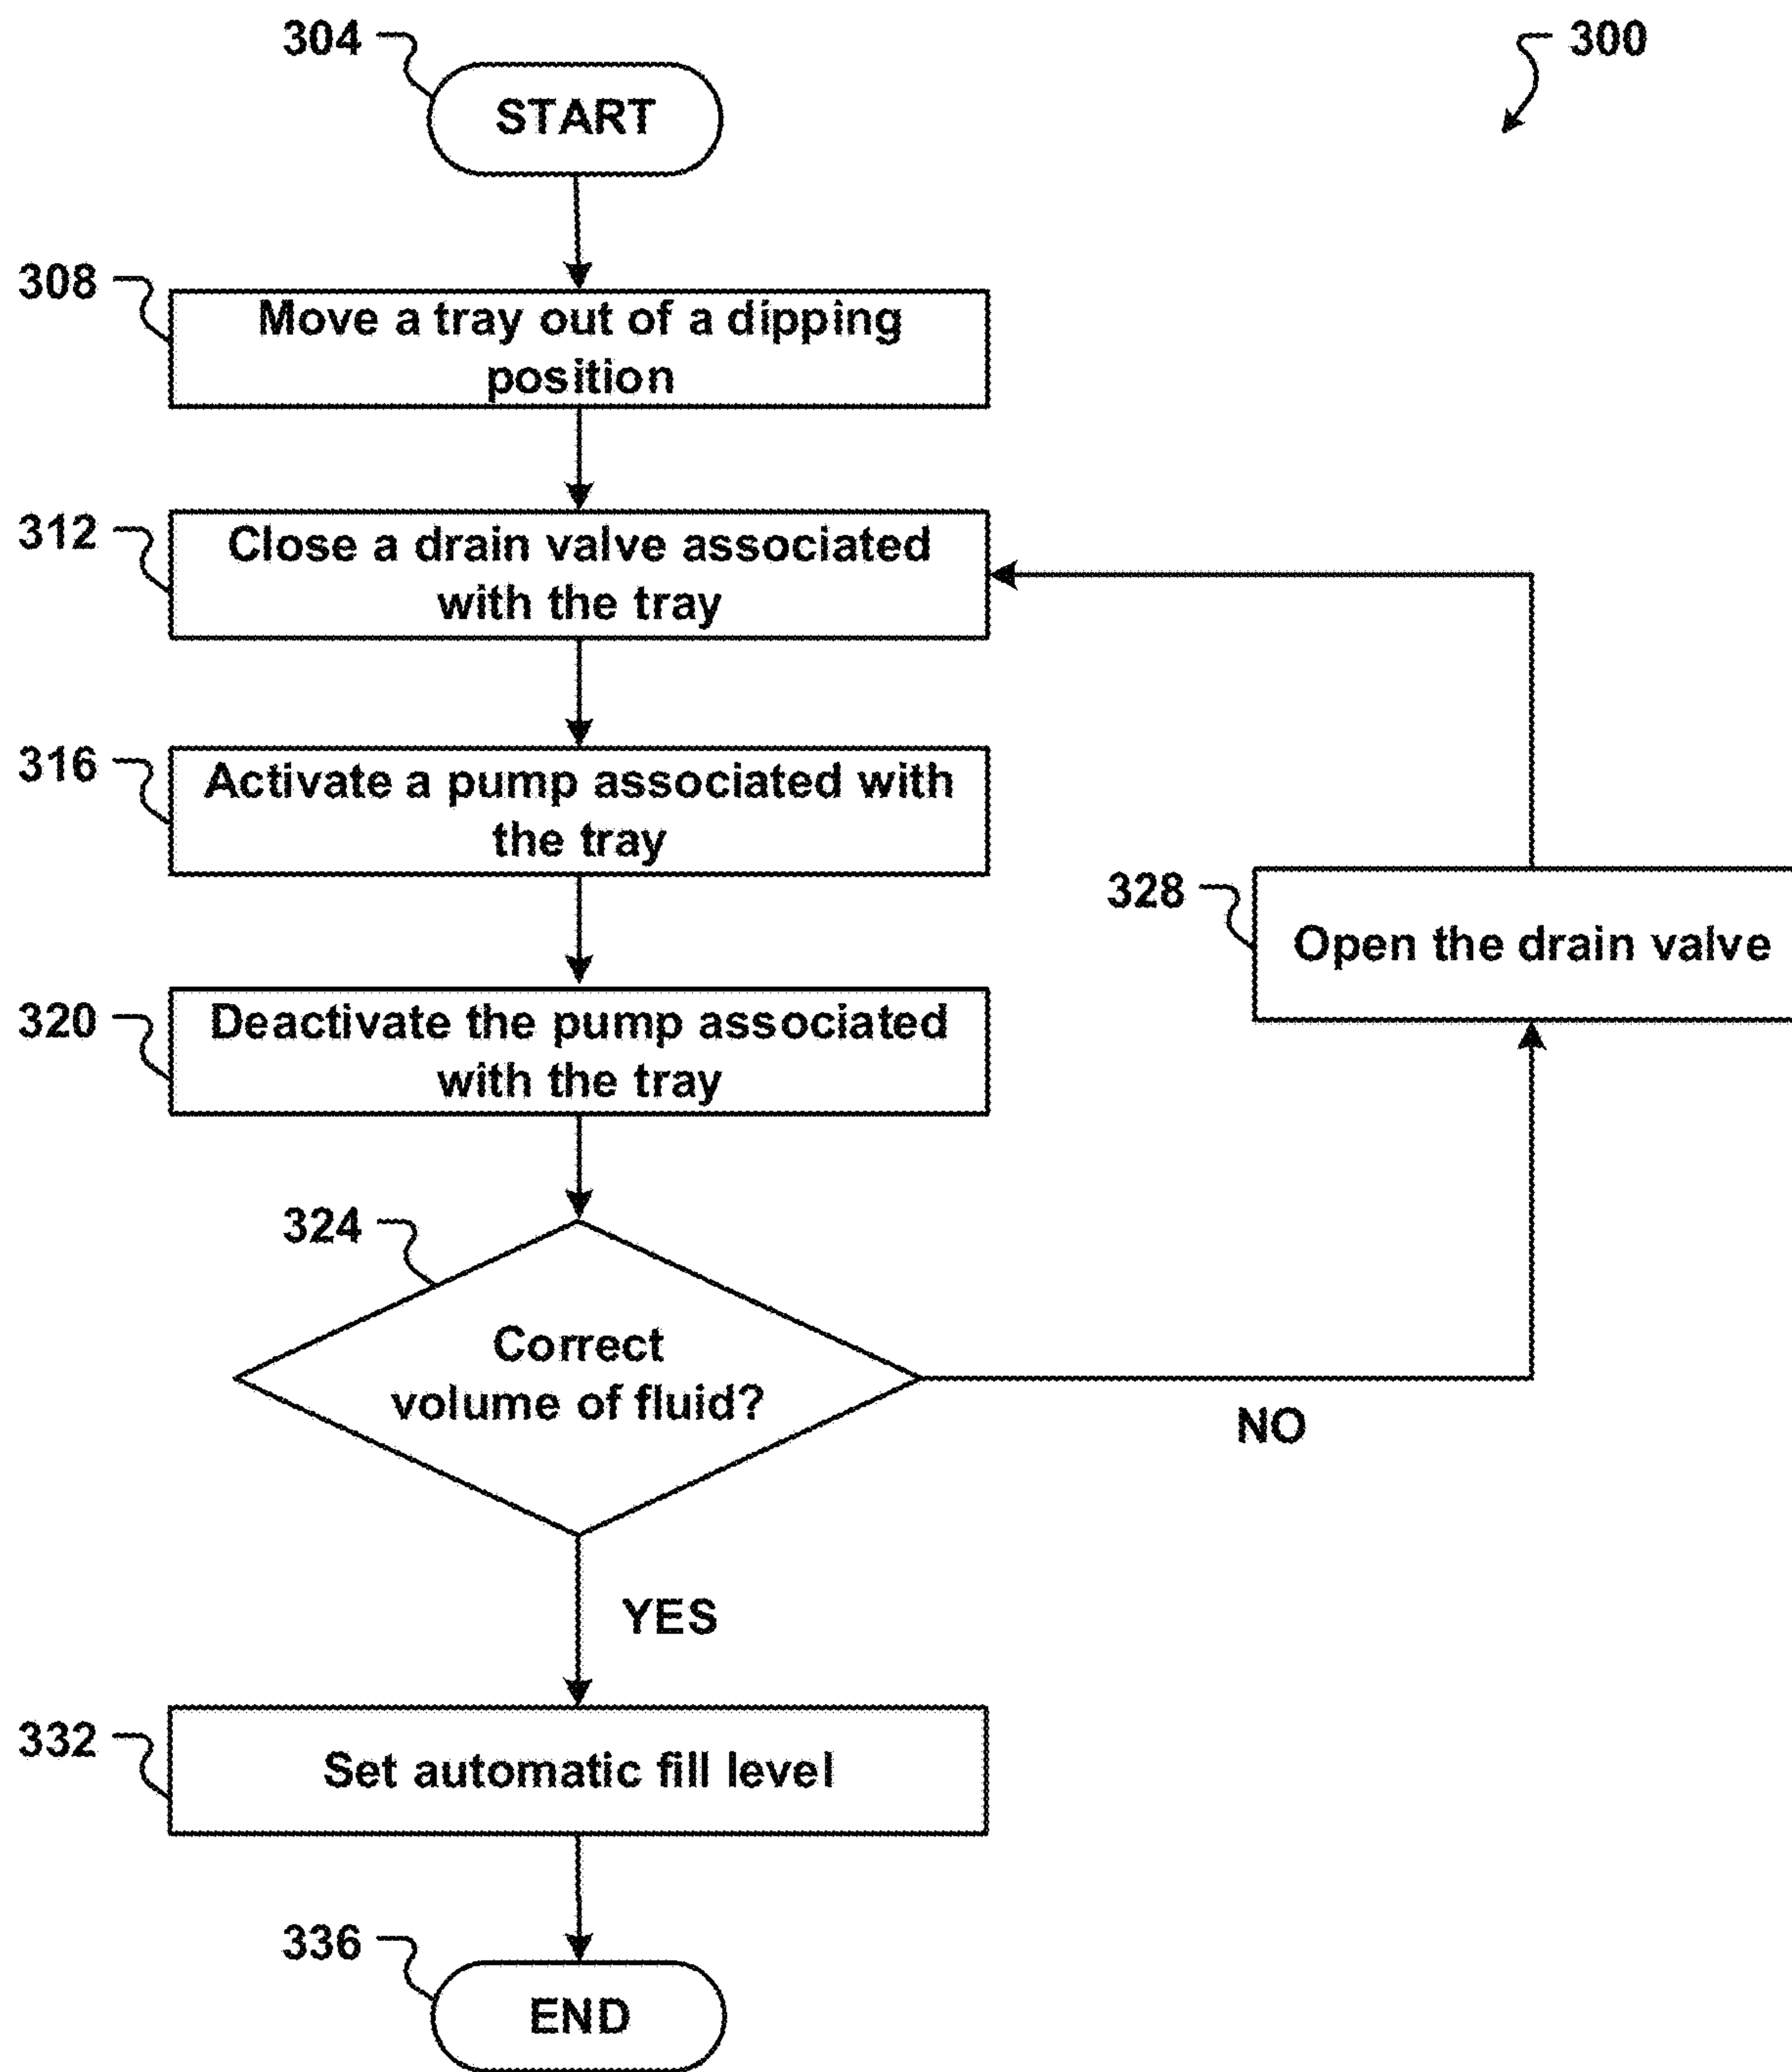 304
300
START
308
Move a tray out of a dipping
position
312
Close a drain valve associated
with the tray
316
Activate a pump associated with
the tray
328
Open the drain valve
320
Deactivate the pump associated
with the tray
324
Correct
volume of fluid?
NO
YES
332
Set automatic fill level
336
END